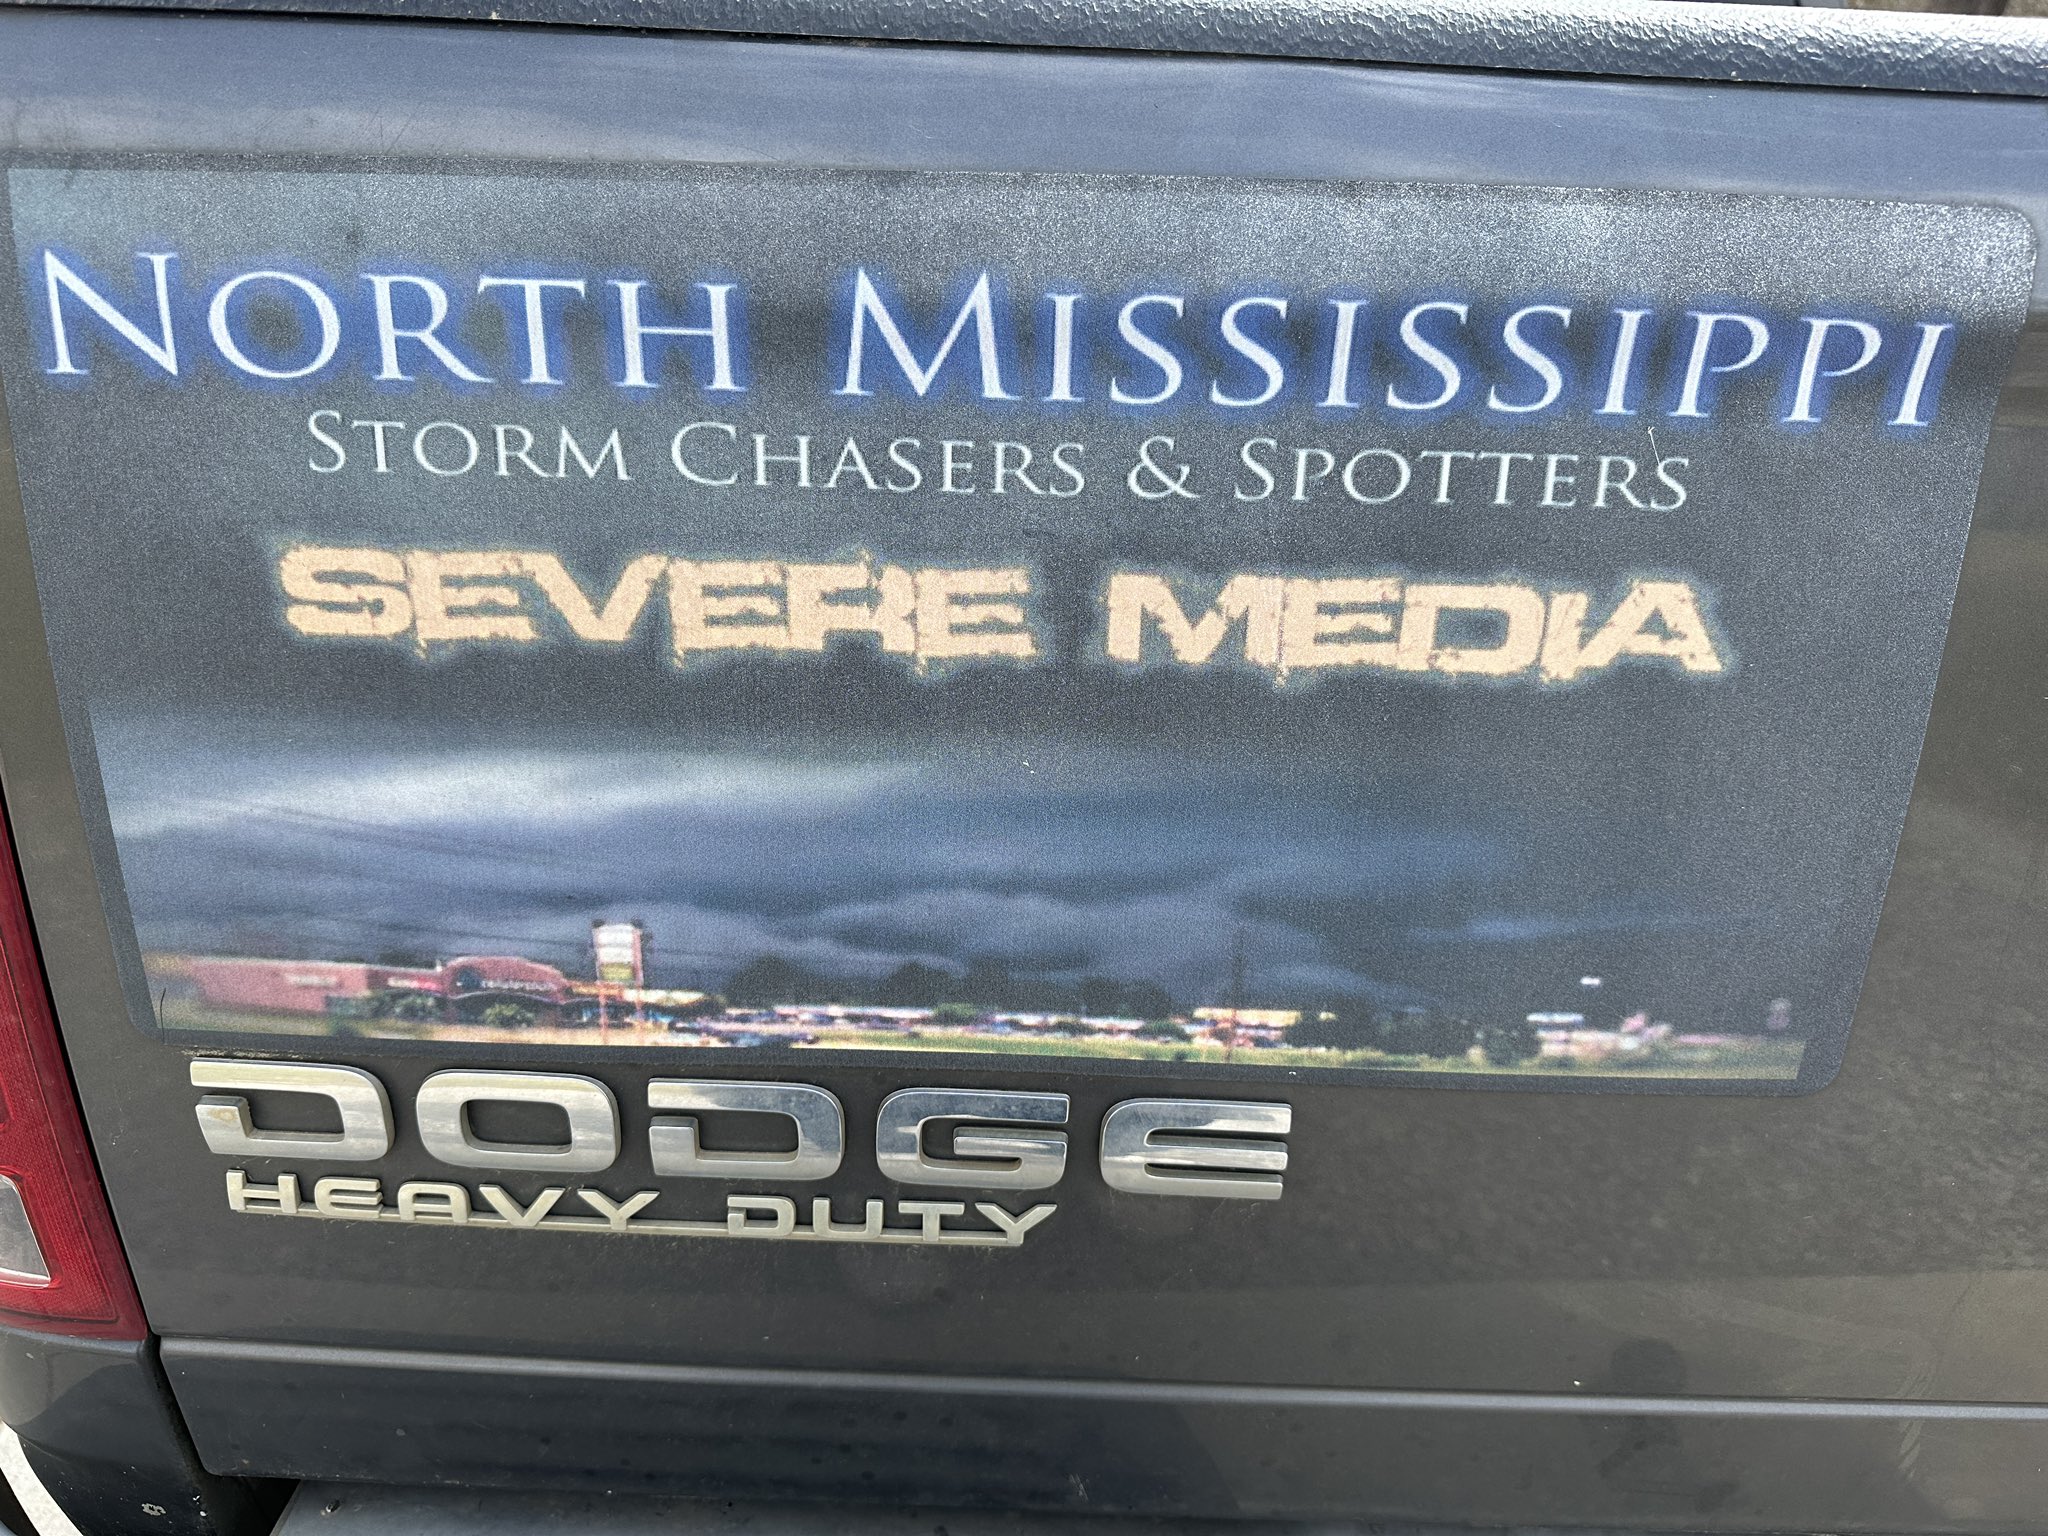 NORTH MISSISSIPPI
STORM CHASERS & SPOTTERS
SEVERE MEDIA
DODGE
HEAVY DUTY